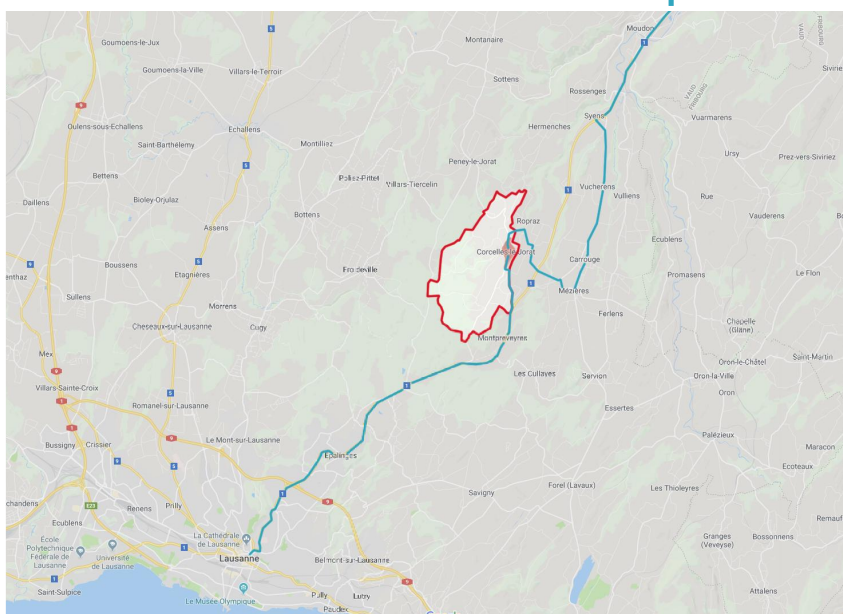 Moudon
FRIBOURG
VAUD
Goumoens-le-Jux
Montanaire
Goumoens-la-Ville
Villars-le-Terroir
Sottens
Rossenges
VAUD
FRIBOURG
Syens
Vuarmarens
Oulens-sous-Echallens
Echallens
Hermenches
Saint-Barthélemy
Montilliez
Ursy
Prez-vers-Siviriez
Peney-le-Jorat
Bettens
Poliez-Pittet
Villars-Tiercelin
Vucherens
Vulliens
Rue
Daillens
Bioley-Orjulaz
Bottens
Ropraz
Vauderens
Assens
Ecublens
Corcelles-le-Jorat
Carrouge
Boussens
Froideville
Etagnières
Promasens
Le Flon
Sullens
Mézières
Morrens
Ferlens
Cheseaux-sur-Lausanne
Cugy
Chapelle
(Glâne)
Montpreveyres
Mex
Oron-le-Châtel
Saint-Martin
Les Cullayes
Servion
Oron-la-Ville
Villars-Sainte-Croix
Oron
Romanel-sur-Lausanne
Essertes
Bussigny
Crissier
Le Mont-sur-Lausanne
Palézieux
Maracon
Epalinges
Ecoteaux
Savigny
Forel (Lavaux)
Les Thioleyres
Renens
Prilly
Ecublens
La Cathédrale
de Lausanne
Granges
(Veveyse)
Bossonnens
École
Polytechnique
Fédérale de
Lausanne
Université
de Lausanne
Lausanne
Belmont-sur-Lausanne
Saint-Sulpice
Attalens
Le Musée Olympique
Pully
Lutry
Paudex